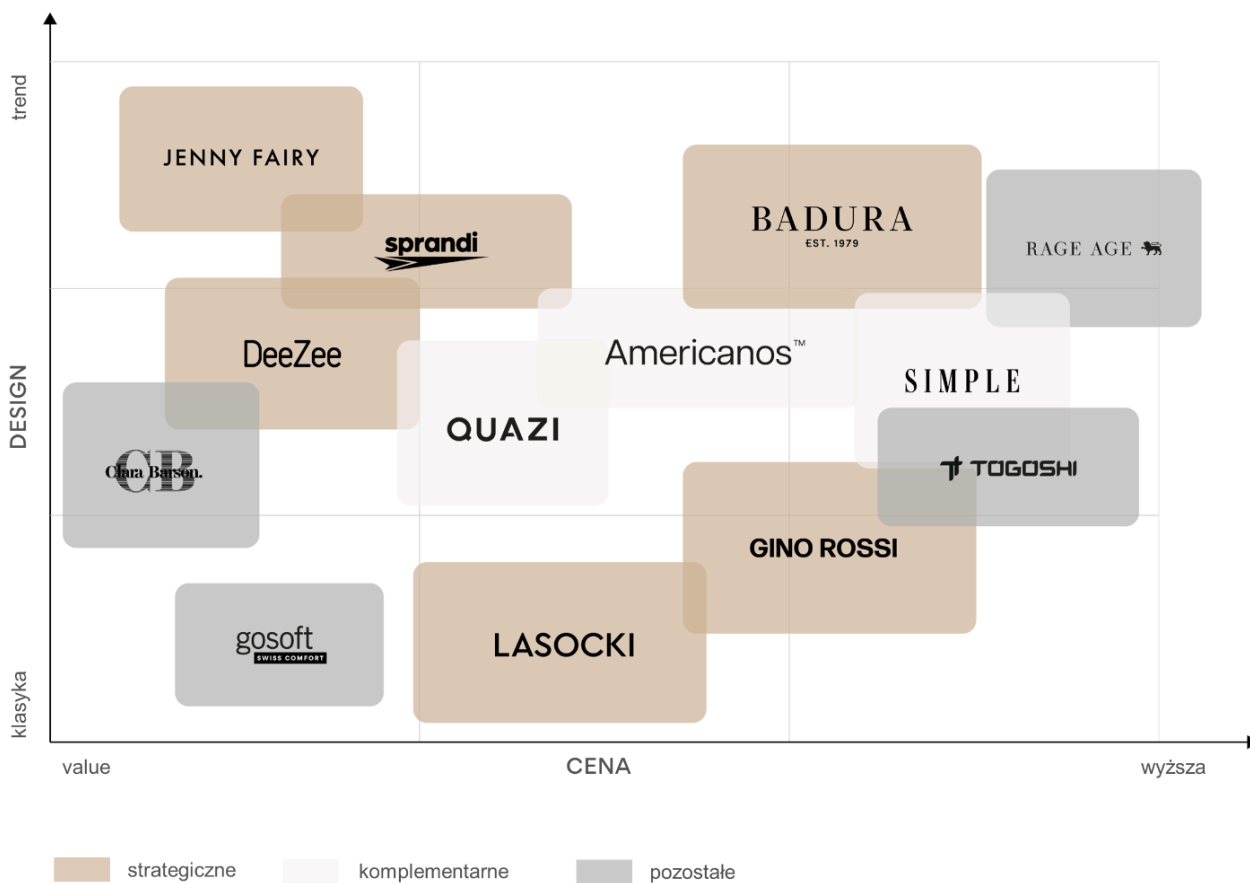 trend
JENNY FAIRY
BADURA
EST. 1979
sprandi
RAGE AGE
DeeZee
Americanos™
SIMPLE
DESIGN
QUAZI
CB
Clara Barson.
TOGOSHI
GINO ROSSI
gosoft
SWISS COMFORT
LASOCKI
klasyka
value
CENA
wyższa
strategiczne
komplementarne
pozostałe